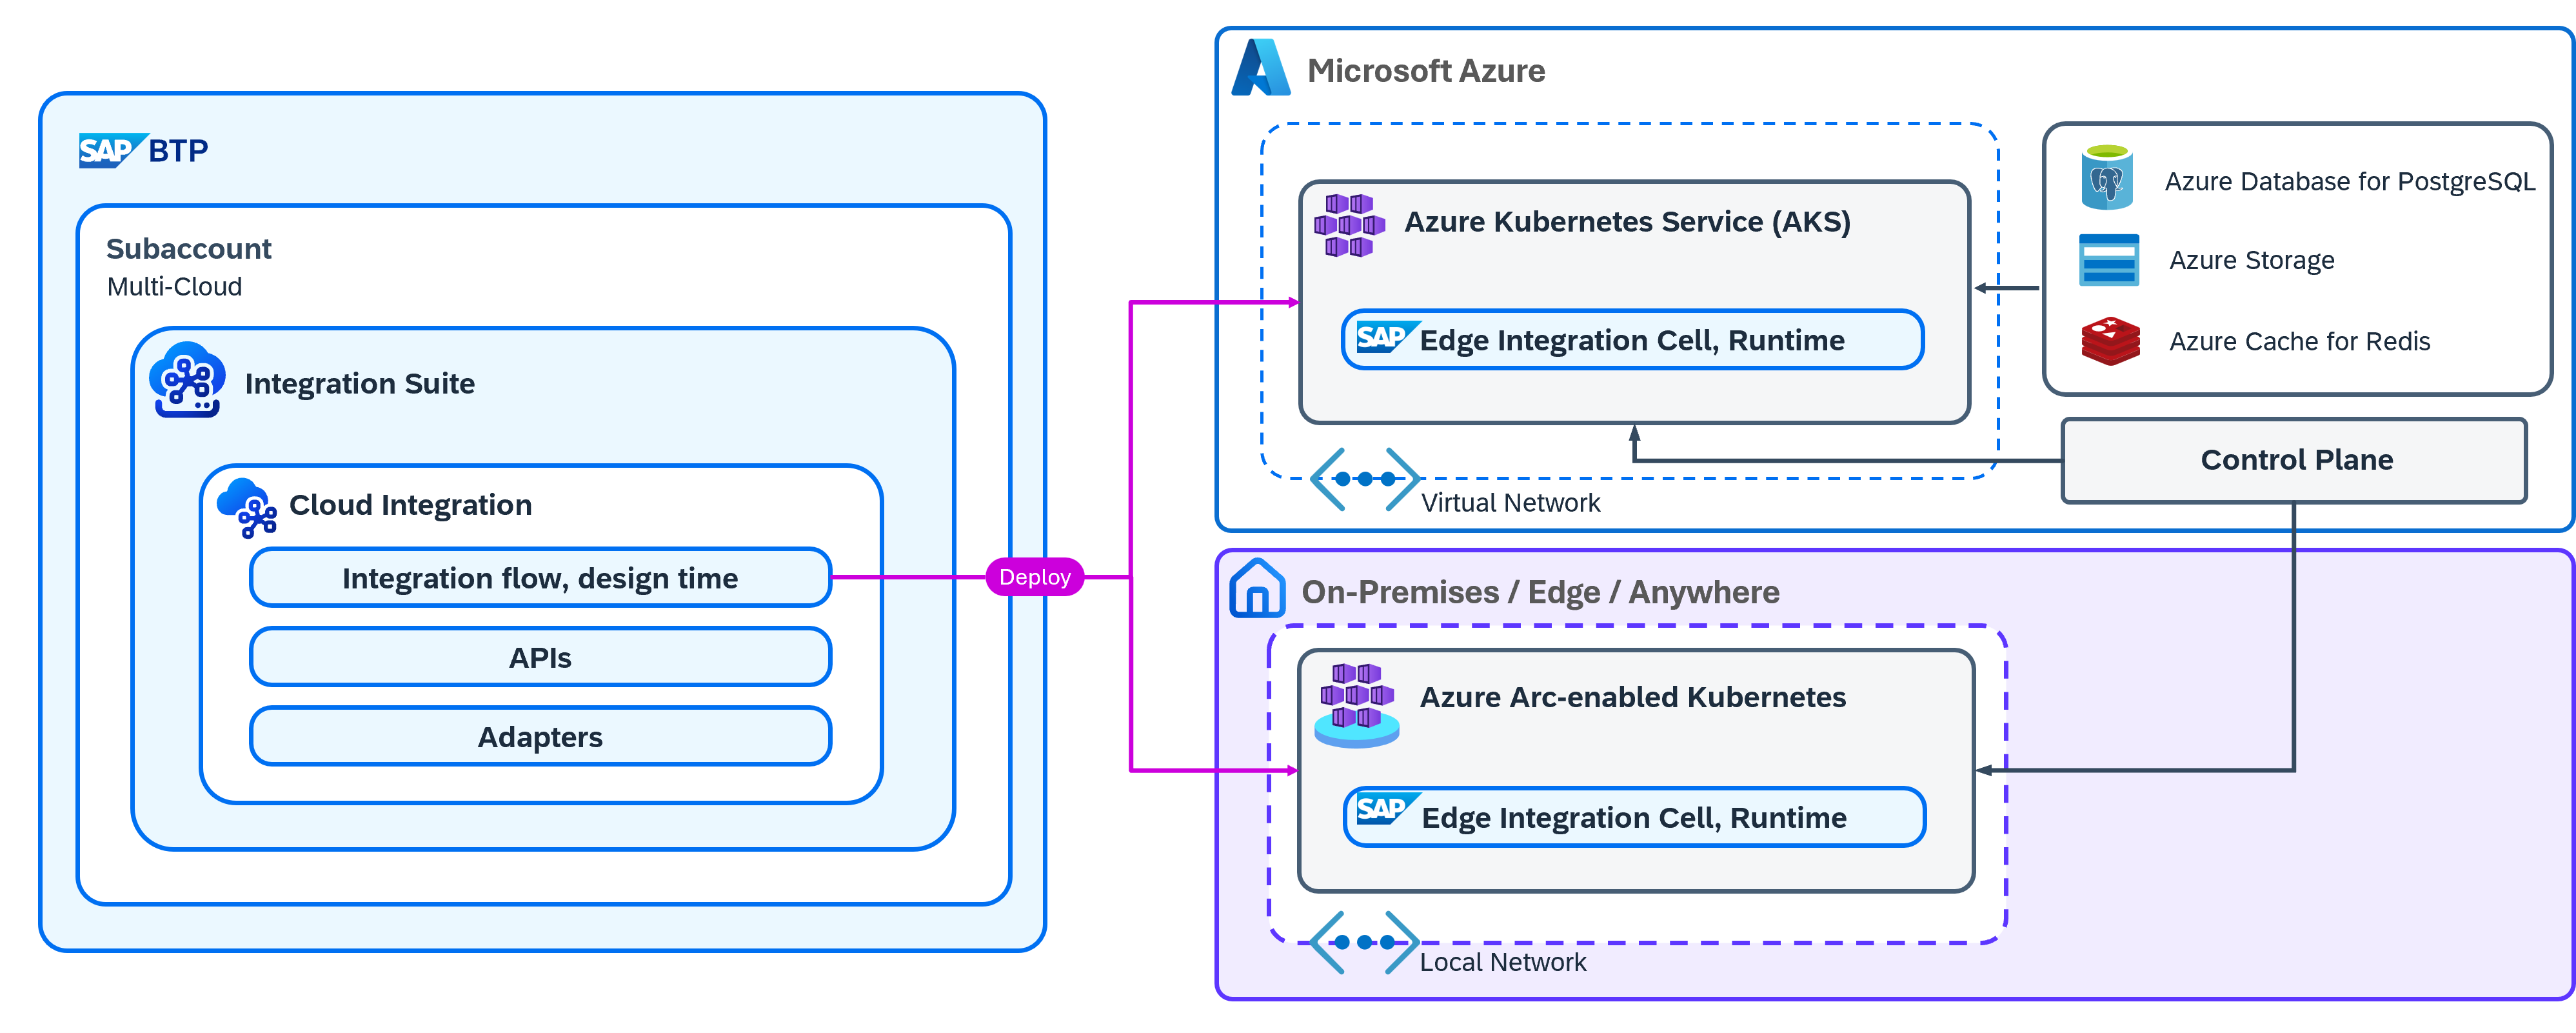 SAP BTP
Subaccount
Multi-Cloud
Integration Suite
Cloud Integration
Integration flow, design time
APIs
Adapters
Deploy
Microsoft Azure
Azure Kubernetes Service (AKS)
SAP Edge Integration Cell, Runtime
Virtual Network
Azure Database for PostgreSQL
Azure Storage
Azure Cache for Redis
Control Plane
On-Premises / Edge / Anywhere
Azure Arc-enabled Kubernetes
SAP Edge Integration Cell, Runtime
Local Network